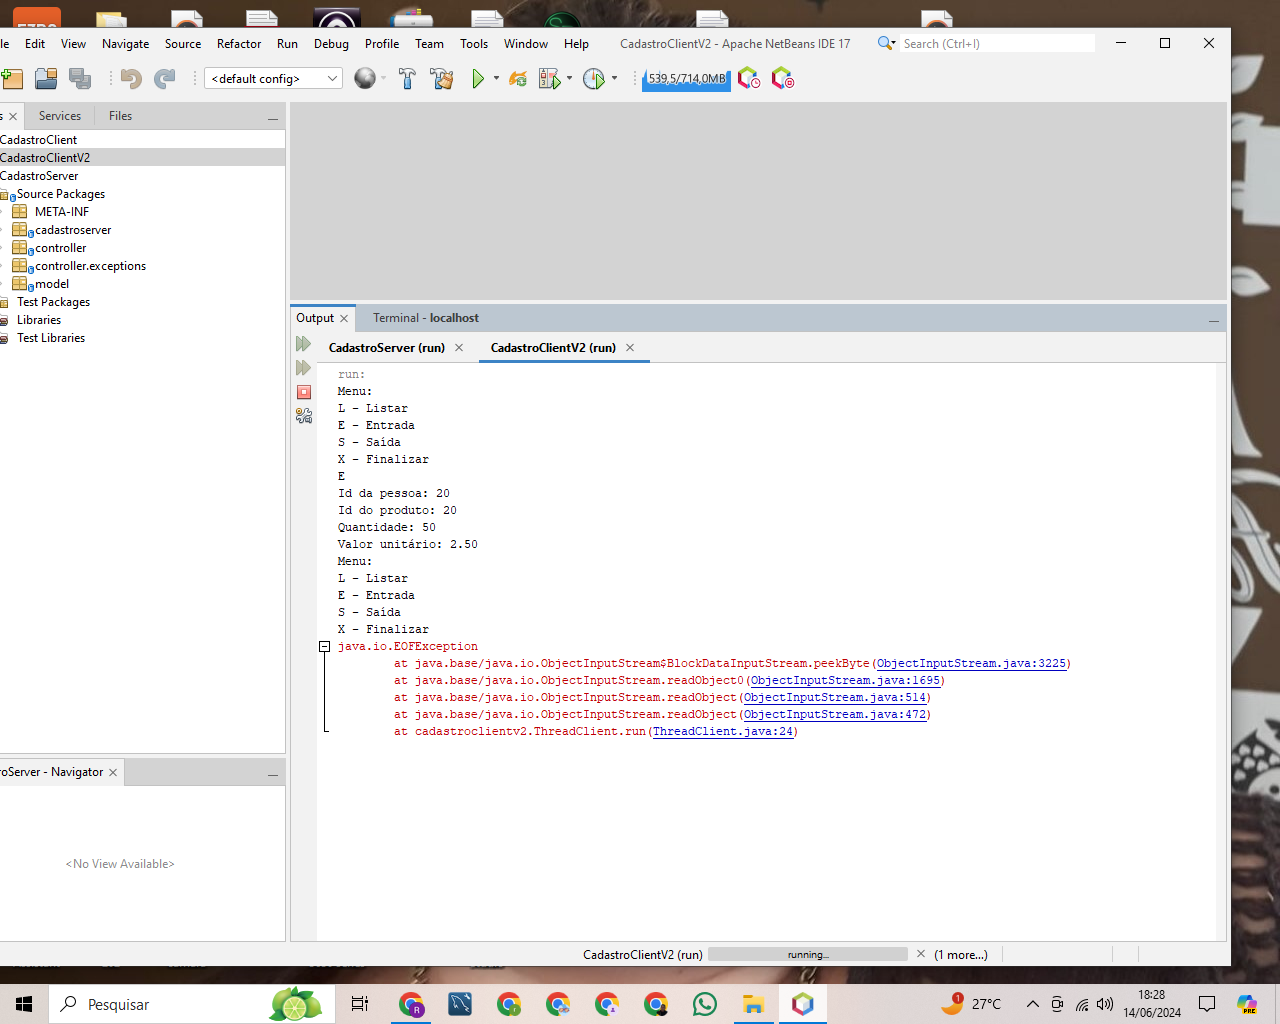 le Edit View Navigate Source Refactor Run Debug Profile Team Tools Window Help CadastroClientV2 - Apache NetBeans IDE 17 Search (Ctrl+I)
<default config> 539,5/714,0MB
s Services Files
CadastroClient
CadastroClientV2
CadastroServer
Source Packages
META-INF
cadastroserver
controller
controller.exceptions
model
Test Packages
Libraries
Test Libraries
Output Terminal - localhost
CadastroServer (run) CadastroClientV2 (run)
run:
Menu:
L - Listar
E - Entrada
S - Saída
X - Finalizar
E
Id da pessoa: 20
Id do produto: 20
Quantidade: 50
Valor unitário: 2.50
Menu:
L - Listar
E - Entrada
S - Saída
X - Finalizar
java.io.EOFException
at java.base/java.io.ObjectInputStream$BlockDataInputStream.peekByte(ObjectInputStream.java:3225)
at java.base/java.io.ObjectInputStream.readObject0(ObjectInputStream.java:1695)
at java.base/java.io.ObjectInputStream.readObject(ObjectInputStream.java:514)
at java.base/java.io.ObjectInputStream.readObject(ObjectInputStream.java:472)
at cadastroclientv2.ThreadClient.run(ThreadClient.java:24)
roServer - Navigator
<No View Available>
CadastroClientV2 (run) running... (1 more...)
Pesquisar
R
1
27°C
18:28
14/06/2024
PRE